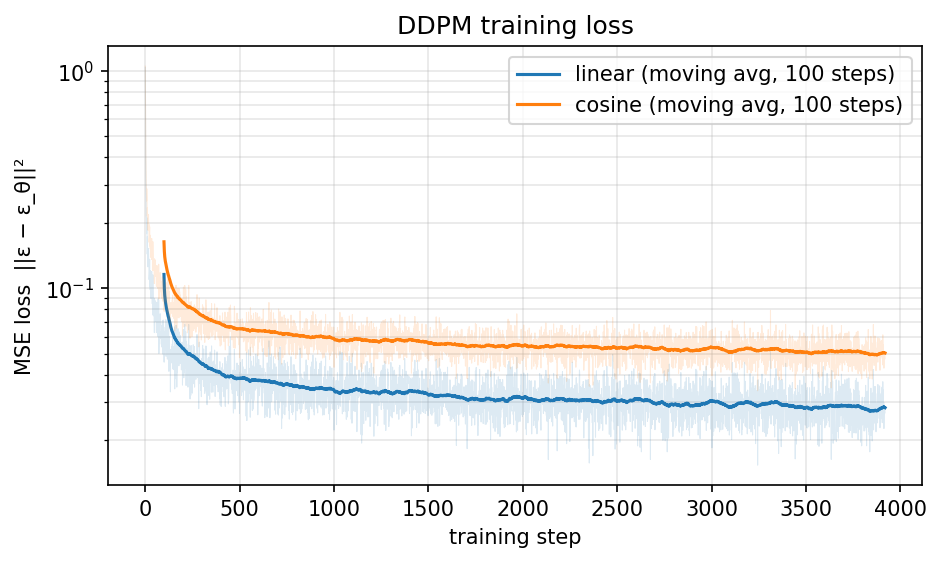 DDPM training loss
MSE loss  ||ε − ε_θ||²
10⁰
10⁻¹
linear (moving avg, 100 steps)
cosine (moving avg, 100 steps)
0 500 1000 1500 2000 2500 3000 3500 4000
training step